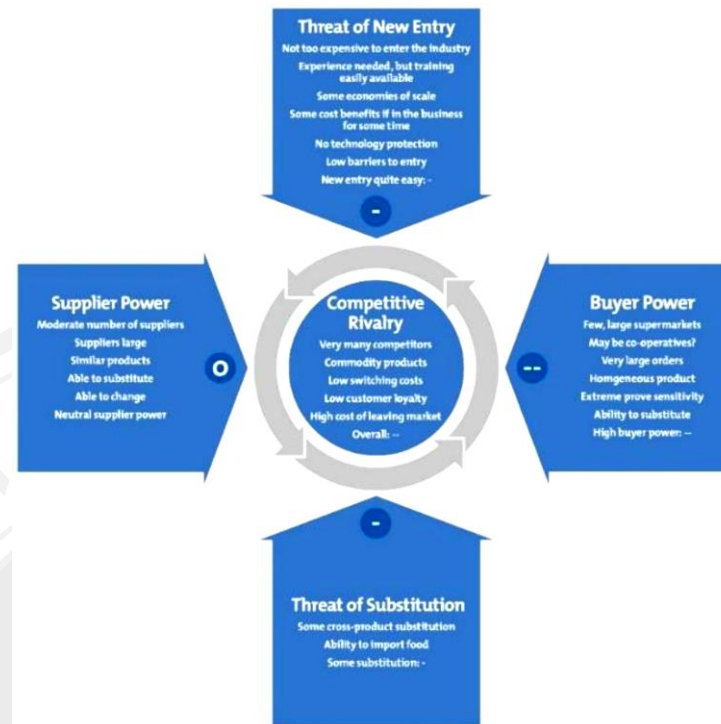 Threat of New Entry
Not too expensive to enter the industry
Experience needed, but training
easily available
Some economies of scale
Some cost benefits if in the business
for some time
No technology protection
Low barriers to entry
New entry quite easy: -
-
Supplier Power
Moderate number of suppliers
Suppliers large
Similar products
Able to substitute
Able to change
Neutral supplier power
O
Competitive
Rivalry
Very many competitors
Commodity products
Low switching costs
Low customer loyalty
High cost of leaving market
Overall: --
--
Buyer Power
Few, large supermarkets
May be co-operatives?
Very large orders
Homgeneous product
Extreme prove sensitivity
Ability to substitute
High buyer power: --
-
Threat of Substitution
Some cross-product substitution
Ability to import food
Some substitution: -